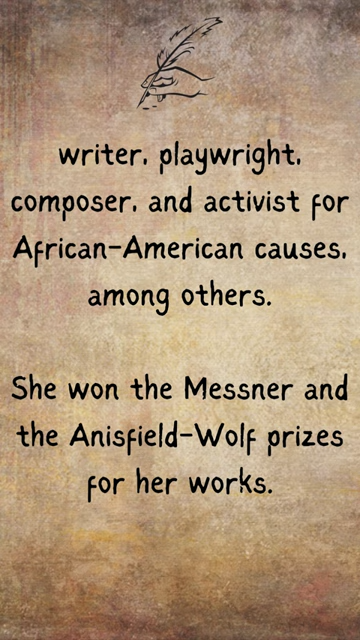 writer, playwright,
composer, and activist for
African-American causes,
among others.
She won the Messner and
the Anisfield-Wolf prizes
for her works.